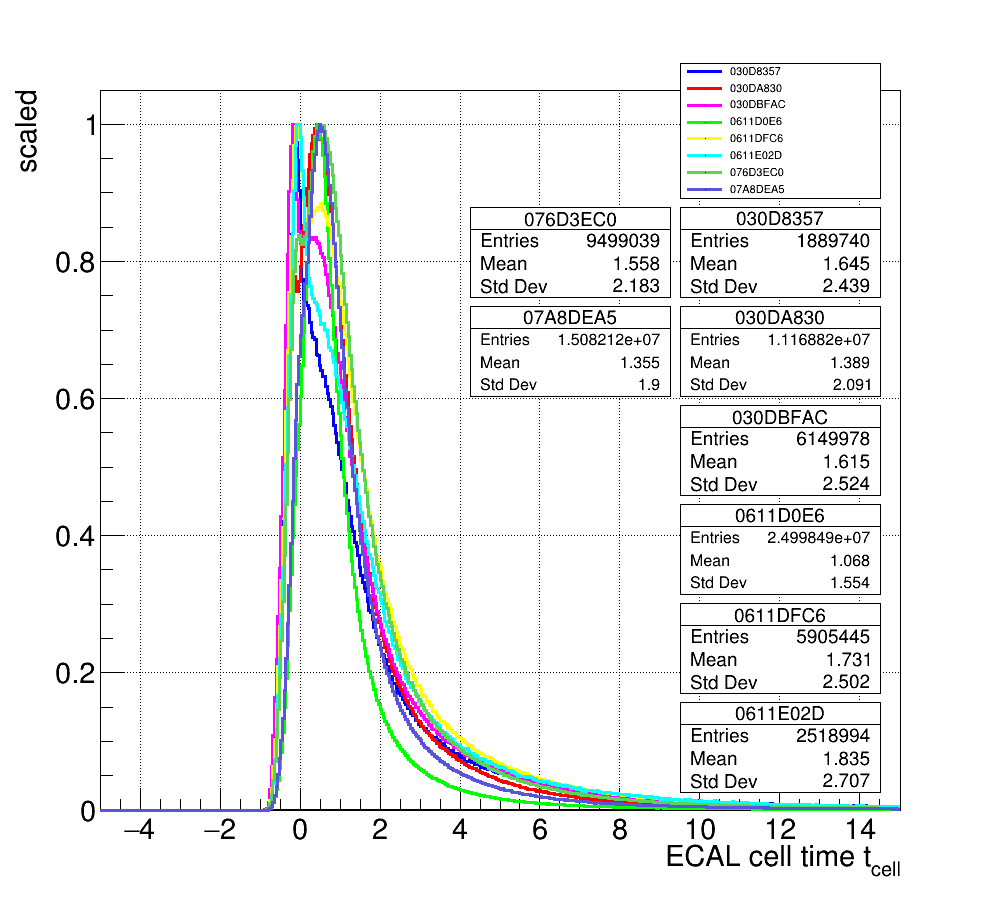 030D8357
030DA830
030DBFAC
0611D0E6
0611DFC6
0611E02D
076D3EC0
07A8DEA5
scaled
1
0.8
0.6
0.4
0.2
0
076D3EC0
Entries 9499039
Mean 1.558
Std Dev 2.183
07A8DEA5
Entries 1.508212e+07
Mean 1.355
Std Dev 1.9
030D8357
Entries 1889740
Mean 1.645
Std Dev 2.439
030DA830
Entries 1.116882e+07
Mean 1.389
Std Dev 2.091
030DBFAC
Entries 6149978
Mean 1.615
Std Dev 2.524
0611D0E6
Entries 2.499849e+07
Mean 1.068
Std Dev 1.554
0611DFC6
Entries 5905445
Mean 1.731
Std Dev 2.502
0611E02D
Entries 2518994
Mean 1.835
Std Dev 2.707
−4 −2 0 2 4 6 8 10 12 14
ECAL cell time tcell